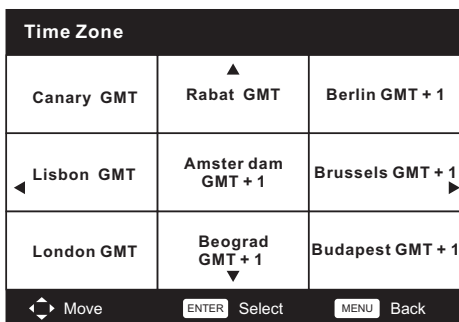 Time Zone
Canary GMT
Rabat GMT
Berlin GMT + 1
Lisbon GMT
Amster dam
GMT + 1
Brussels GMT + 1
London GMT
Beograd
GMT + 1
Budapest GMT + 1
Move ENTER Select MENU Back